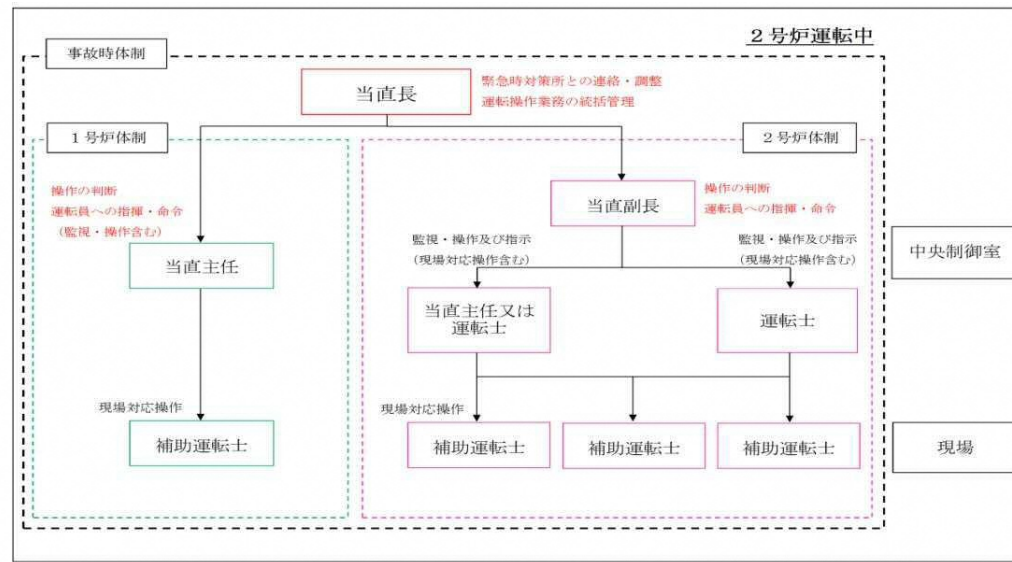 ２号炉運転中
事故時体制
当直長
緊急時対策所との連絡・調整
運転操作業務の統括管理
１号炉体制
２号炉体制
操作の判断
運転員への指揮・命令
（監視・操作含む）
当直副長
操作の判断
運転員への指揮・命令
当直主任
監視・操作及び指示
（現場対応操作含む）
監視・操作及び指示
（現場対応操作含む）
中央制御室
当直主任又は
運転士
運転士
現場対応操作
補助運転士
現場対応操作
補助運転士
補助運転士
補助運転士
現場